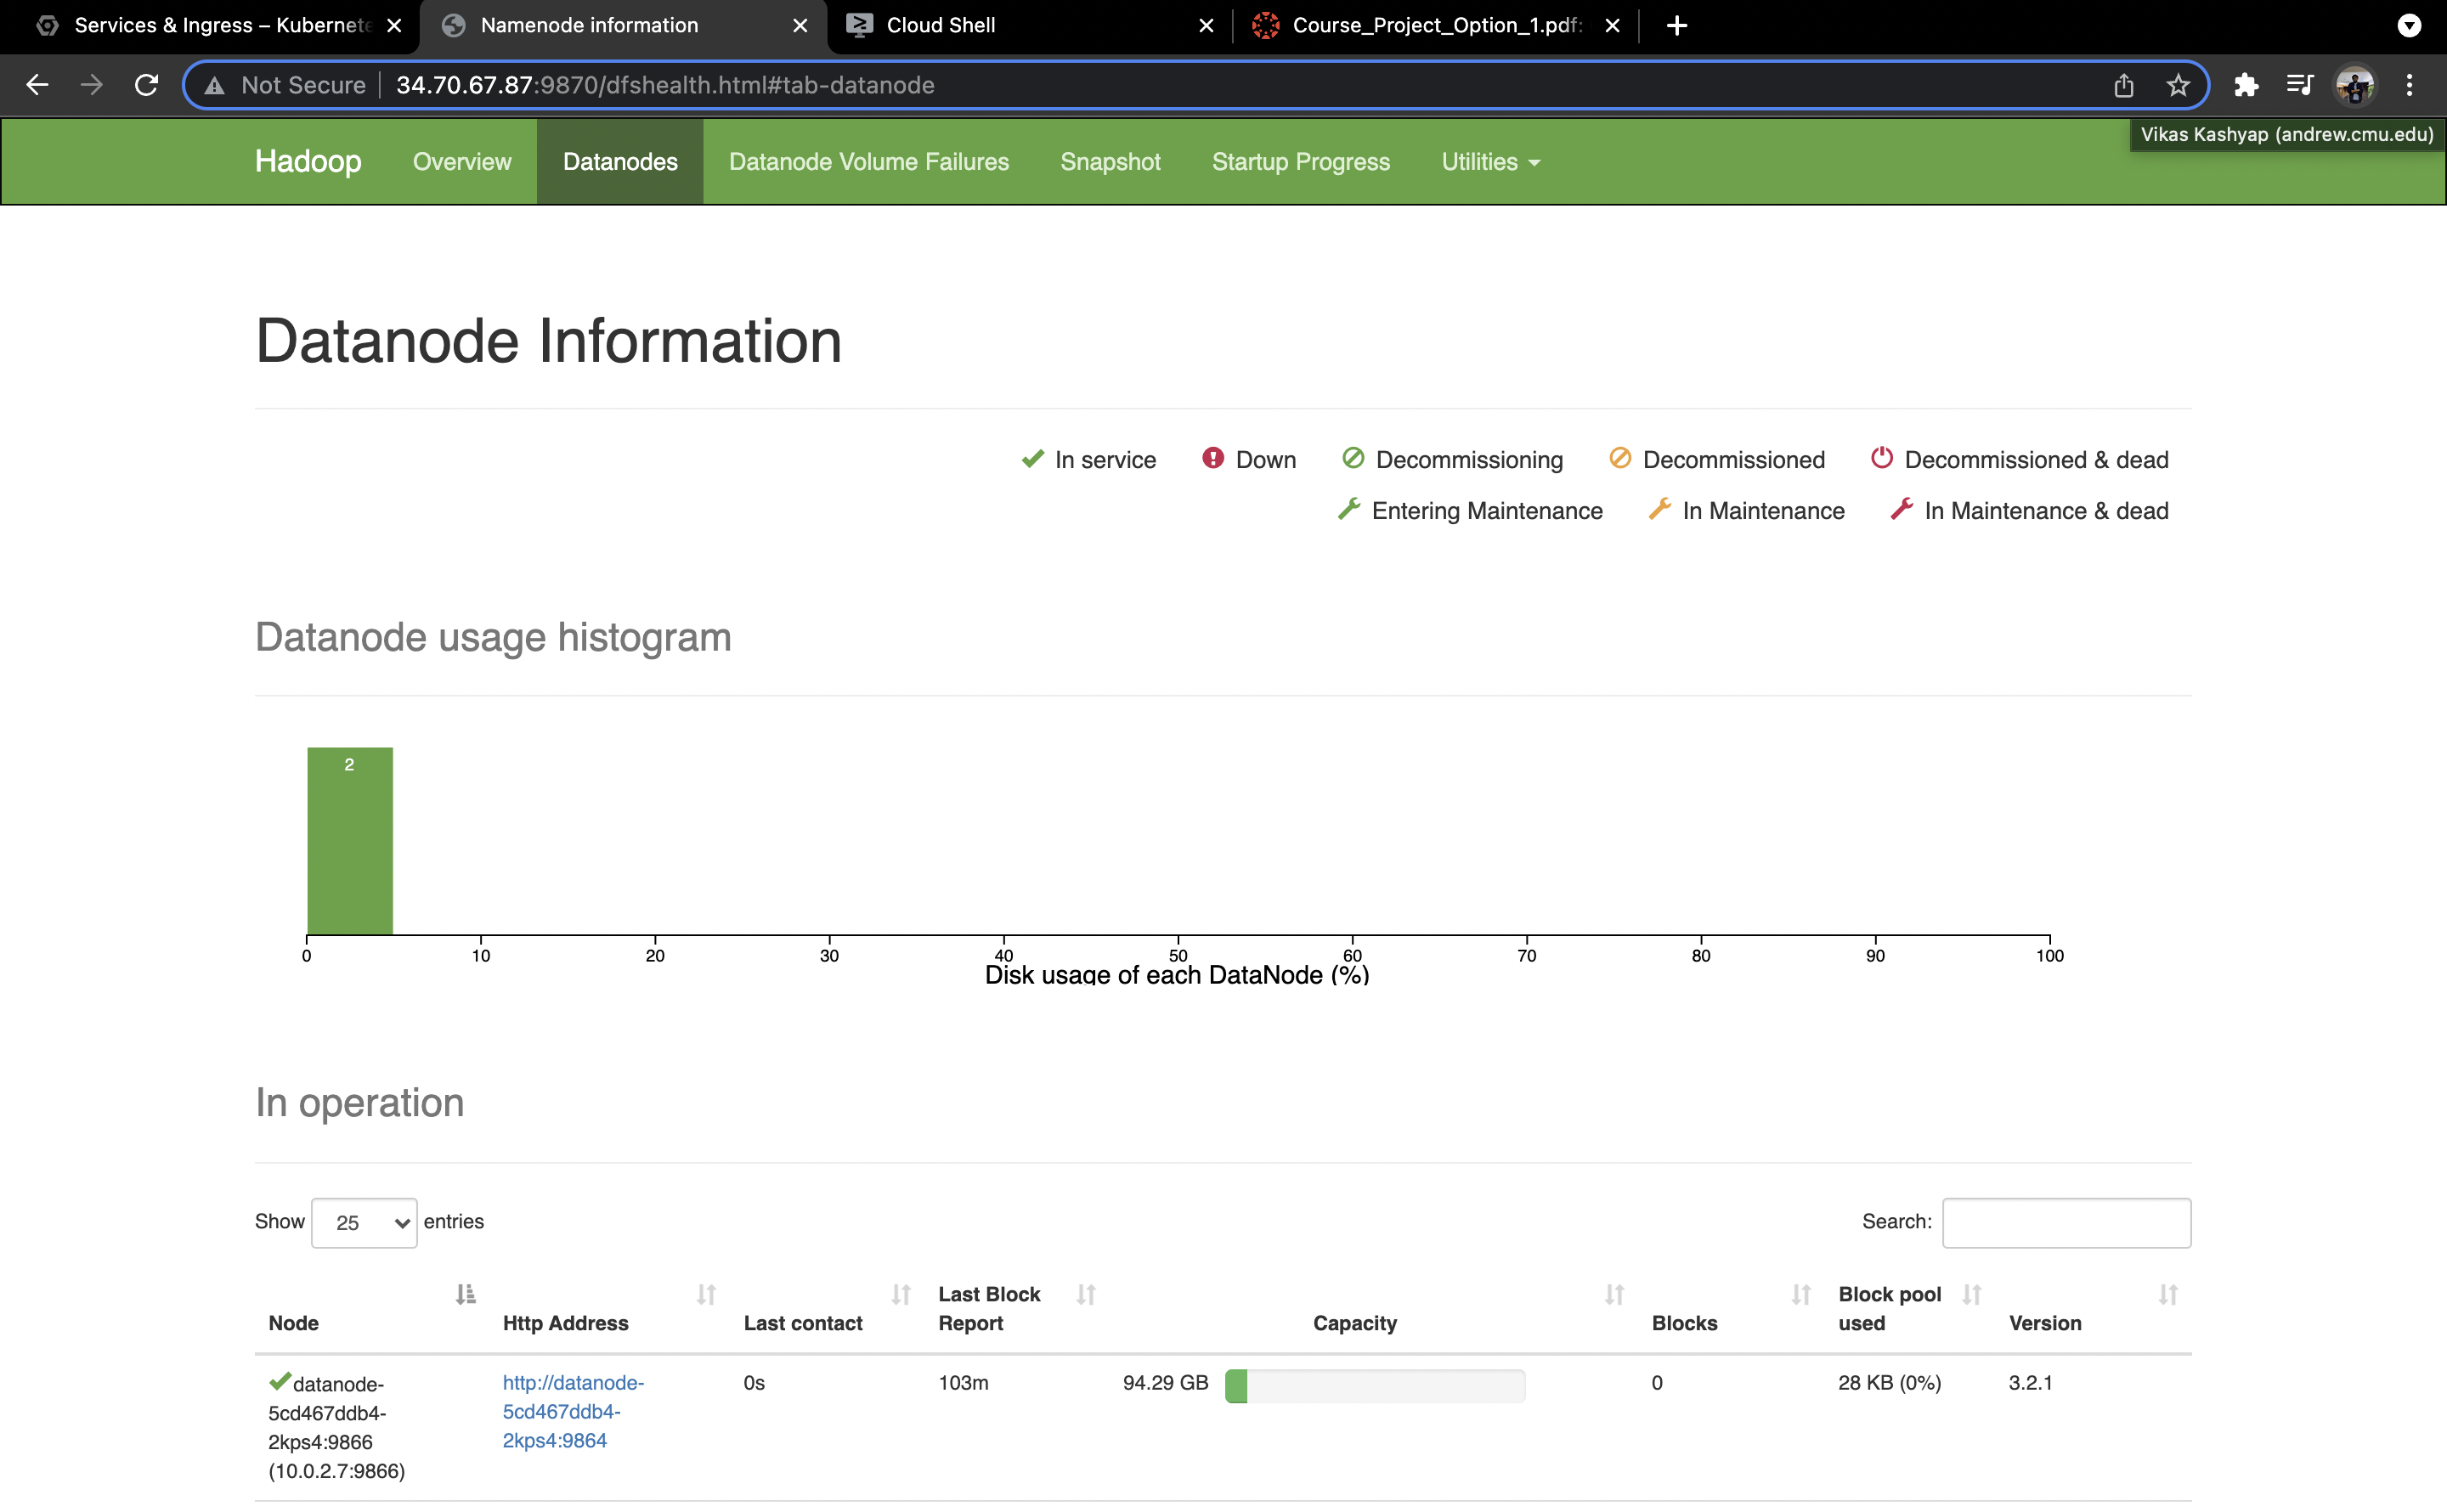 Services & Ingress – Kubernete
Namenode information
Cloud Shell
Course_Project_Option_1.pdf:
Not Secure
34.70.67.87:9870/dfshealth.html#tab-datanode
Vikas Kashyap (andrew.cmu.edu)
Hadoop Overview Datanodes Datanode Volume Failures Snapshot Startup Progress Utilities
Datanode Information
In service Down Decommissioning Decommissioned Decommissioned & dead
Entering Maintenance In Maintenance In Maintenance & dead
Datanode usage histogram
2
0 10 20 30 40 50 60 70 80 90 100
Disk usage of each DataNode (%)
In operation
Show 25 entries Search:
Node
Http Address
Last contact
Last Block
Report
Capacity
Blocks
Block pool
used
Version
datanode-
5cd467ddb4-
2kps4:9866
(10.0.2.7:9866)
http://datanode-
5cd467ddb4-
2kps4:9864
0s
103m
94.29 GB
0
28 KB (0%)
3.2.1